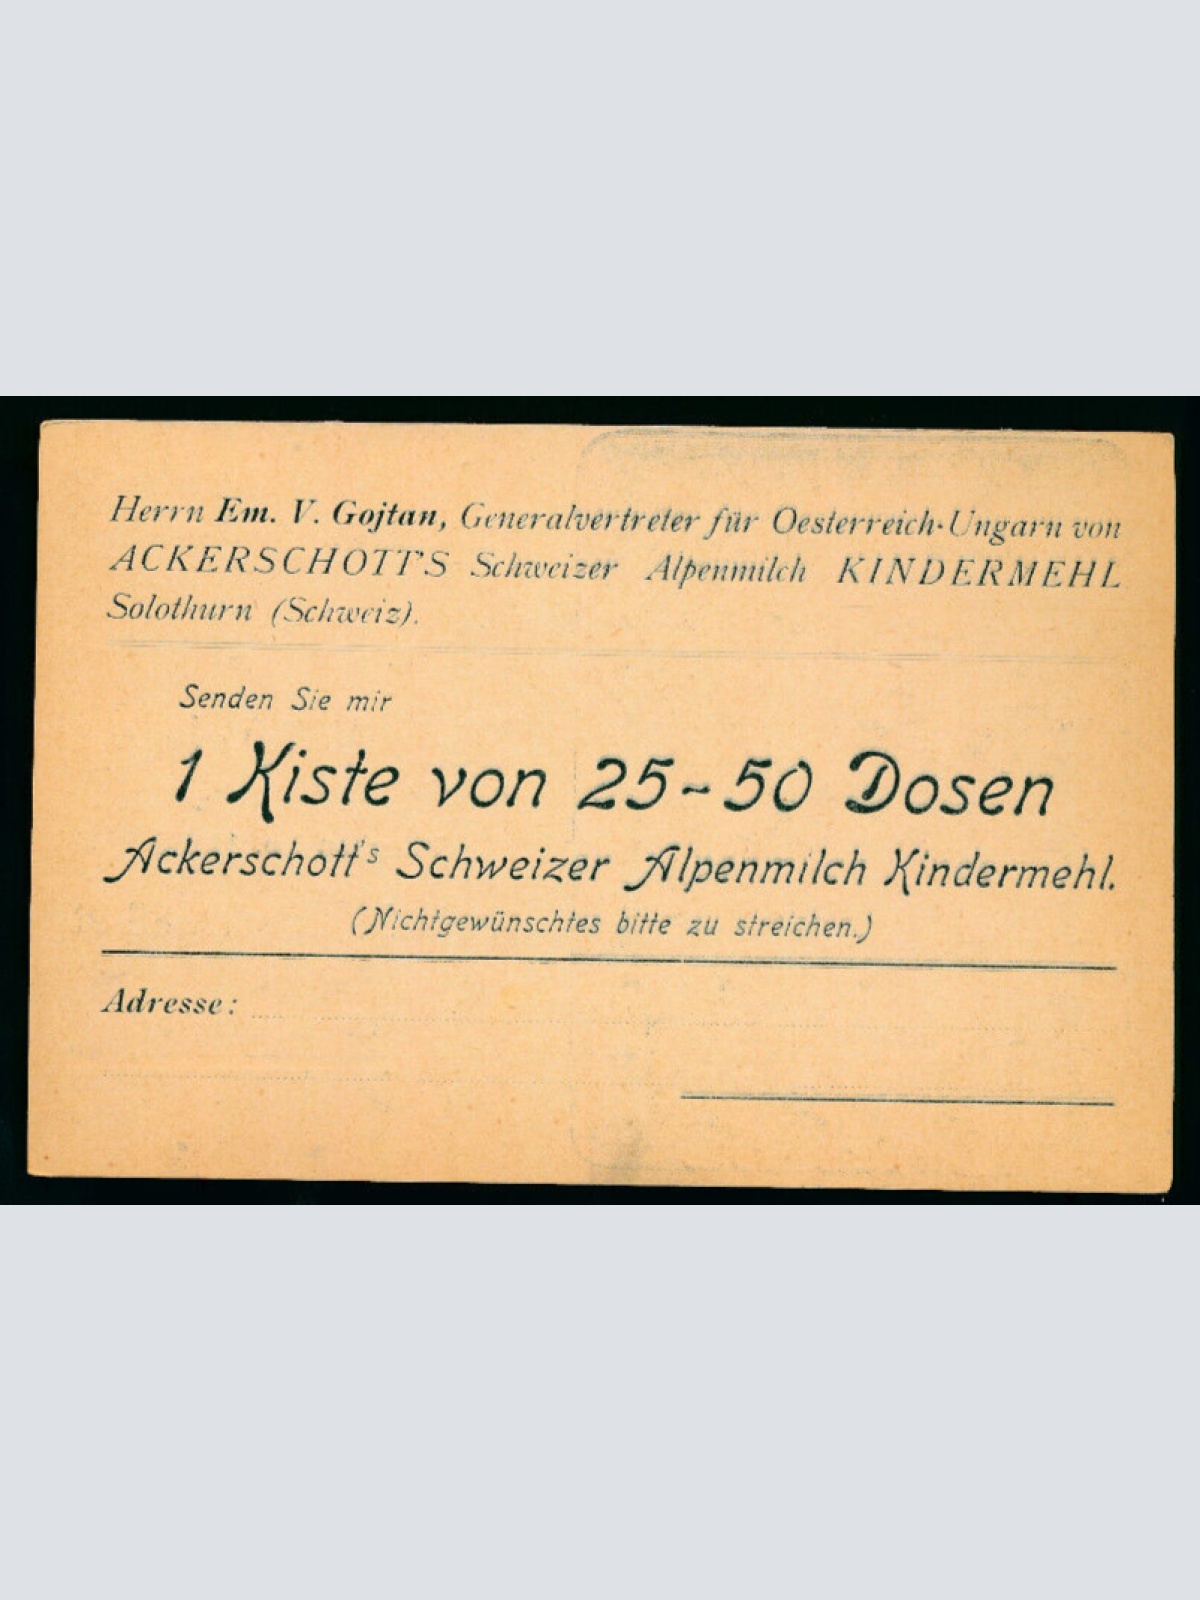 Herrn Em. V. Gojtan, Generalvertreter für Oesterreich-Ungarn von
ACKERSCHOTT'S Schweizer Alpenmilch KINDERMEHL
Solothurn (Schweiz).
Senden Sie mir
1 Kiste von 25-50 Dosen
Ackerschott's Schweizer Alpenmilch Kindermehl.
(Nichtgewünschtes bitte zu streichen.)
Adresse: